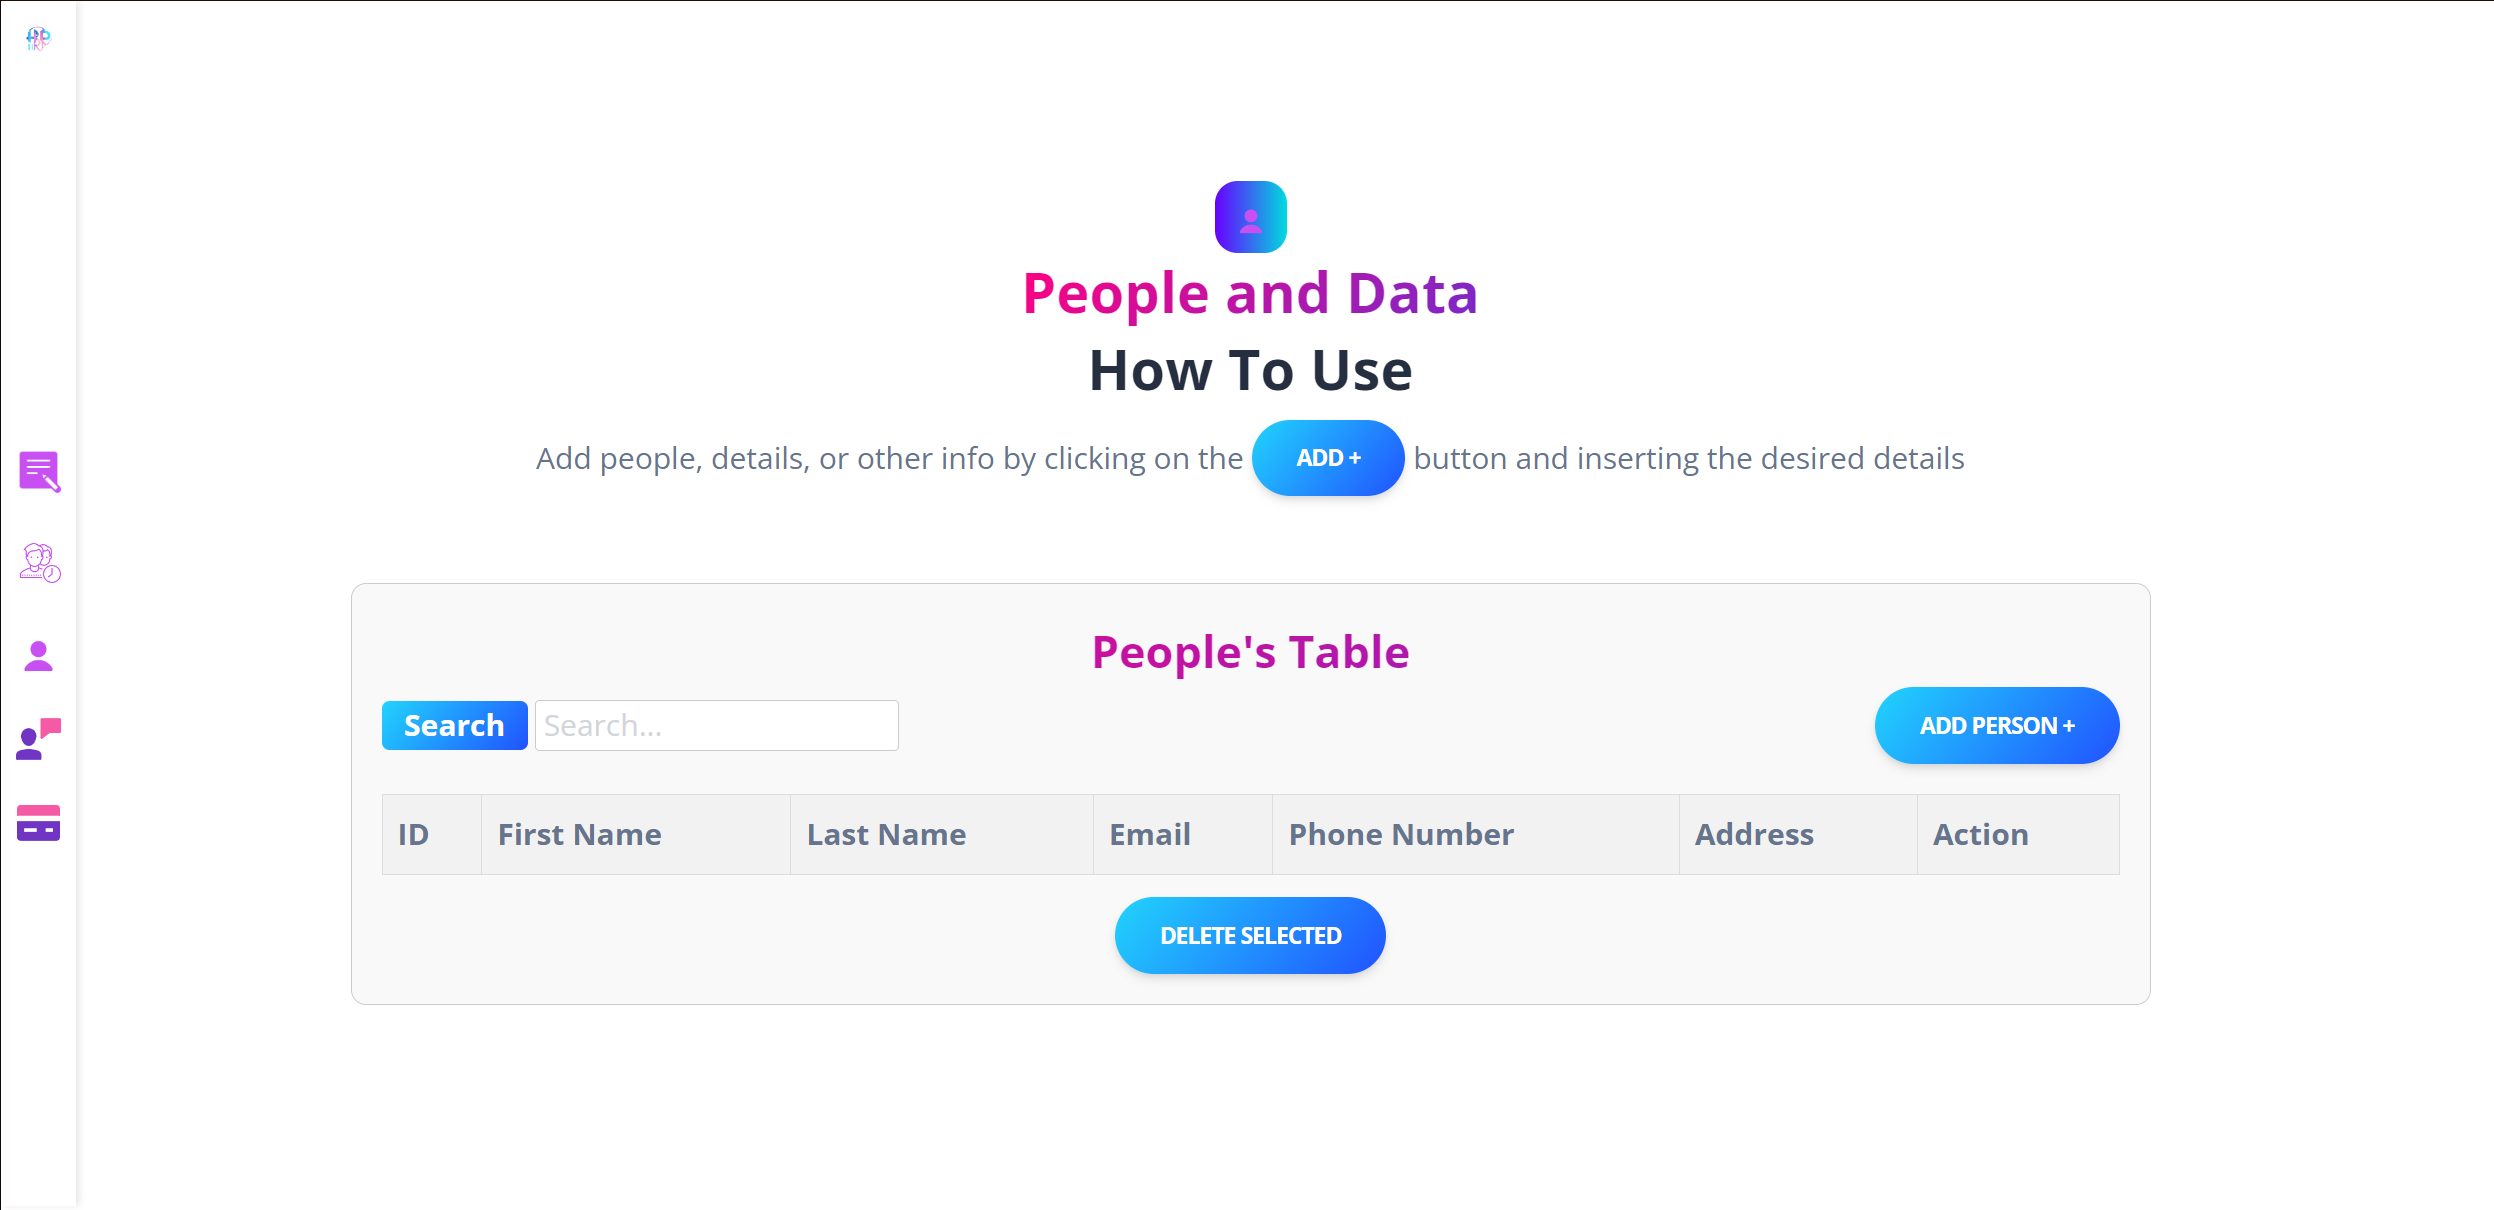 People and Data
How To Use
Add people, details, or other info by clicking on the ADD + button and inserting the desired details
People's Table
Search Search... ADD PERSON +
ID First Name Last Name Email Phone Number Address Action
DELETE SELECTED